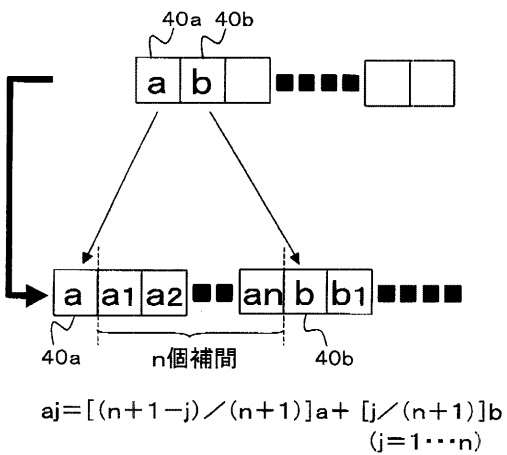 40a 40b
a b
a a1 a2 an b b1
40a n個補間 40b
aj=[(n+1−j)/(n+1)]a+ [j/(n+1)]b
(j=1・・・n)